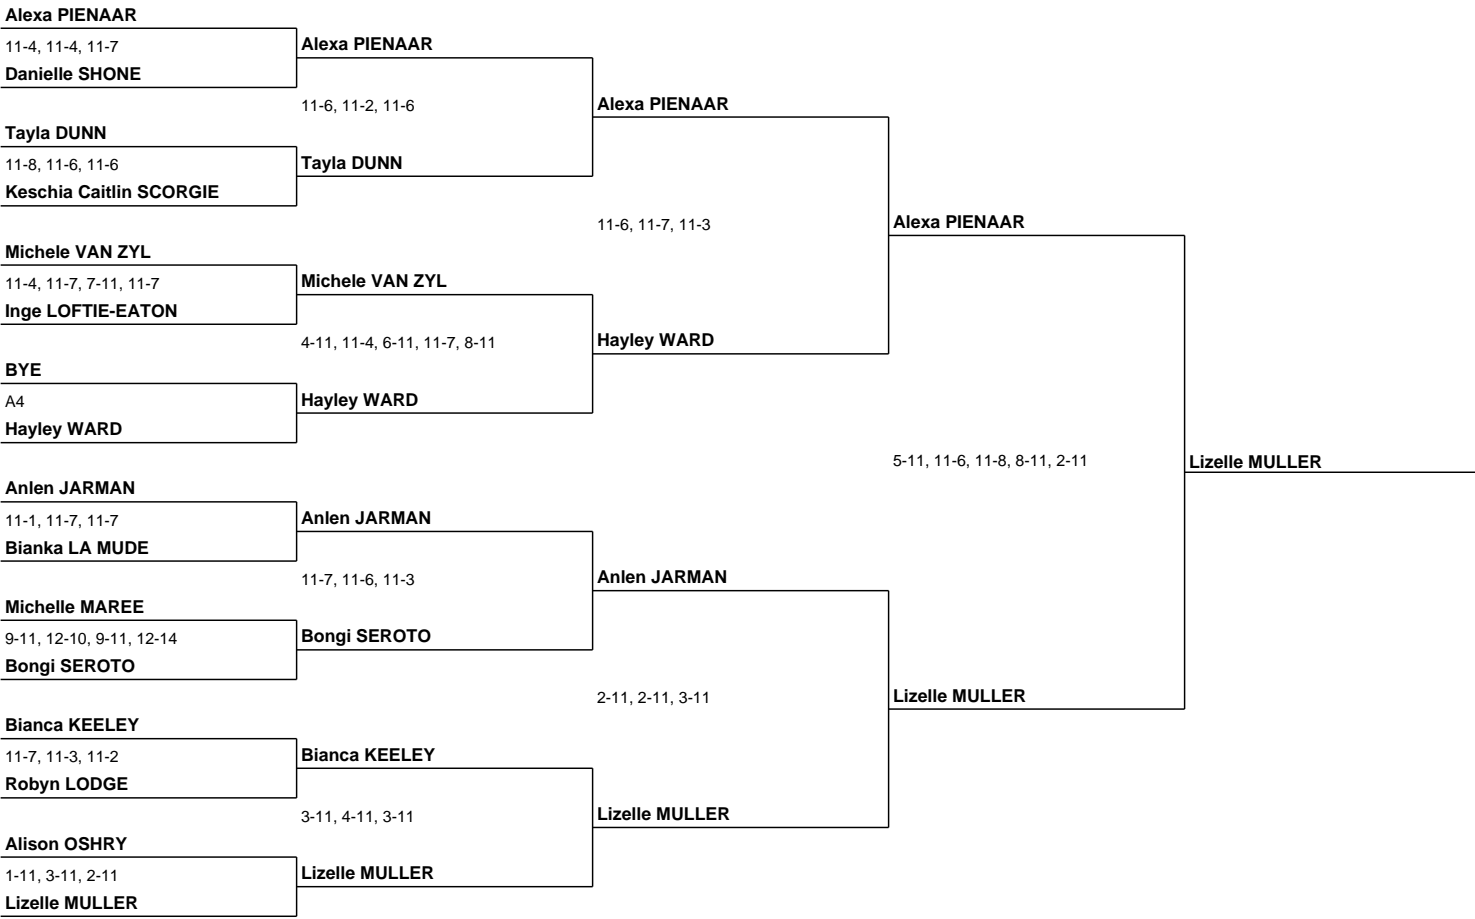 Alexa PIENAAR
11-4, 11-4, 11-7
Danielle SHONE
Tayla DUNN
11-8, 11-6, 11-6
Keschia Caitlin SCORGIE
Michele VAN ZYL
11-4, 11-7, 7-11, 11-7
Inge LOFTIE-EATON
BYE
A4
Hayley WARD
Anlen JARMAN
11-1, 11-7, 11-7
Bianka LA MUDE
Michelle MAREE
9-11, 12-10, 9-11, 12-14
Bongi SEROTO
Bianca KEELEY
11-7, 11-3, 11-2
Robyn LODGE
Alison OSHRY
1-11, 3-11, 2-11
Lizelle MULLER
Alexa PIENAAR
11-6, 11-2, 11-6
Tayla DUNN
Michele VAN ZYL
4-11, 11-4, 6-11, 11-7, 8-11
Hayley WARD
Anlen JARMAN
11-7, 11-6, 11-3
Bongi SEROTO
Bianca KEELEY
3-11, 4-11, 3-11
Lizelle MULLER
Alexa PIENAAR
11-6, 11-7, 11-3
Hayley WARD
Anlen JARMAN
2-11, 2-11, 3-11
Lizelle MULLER
Alexa PIENAAR
5-11, 11-6, 11-8, 8-11, 2-11
Lizelle MULLER
Lizelle MULLER